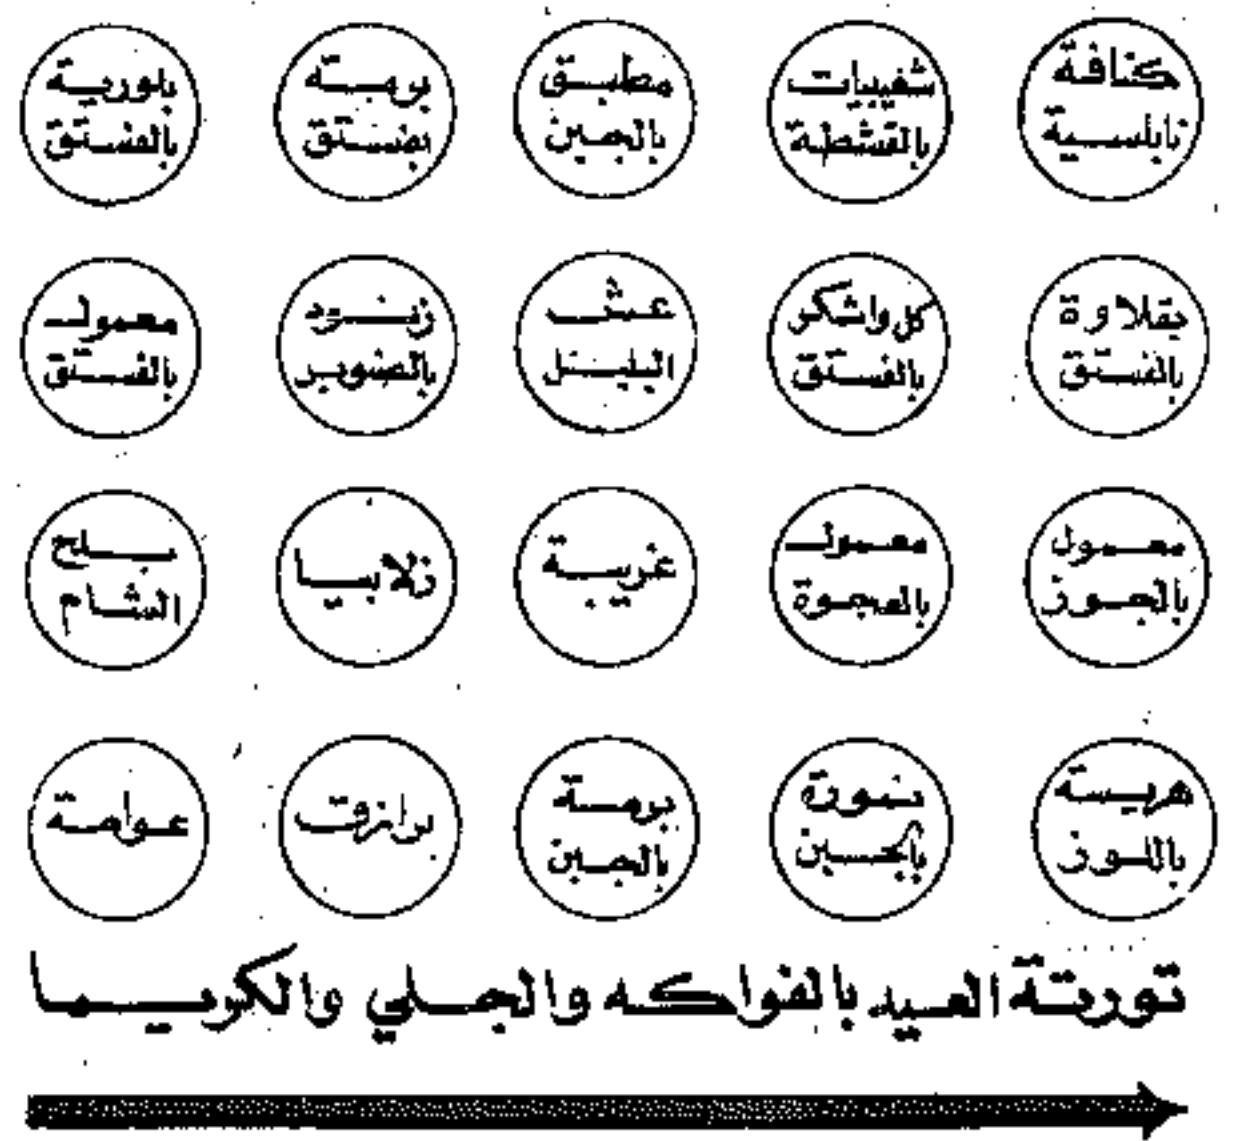 كنافة
نابلسية
شعيبيات
بالقشطة
مطبق
بالجبن
برمة
بفستق
بلورية
بالفستق
بقلاوة
بالفستق
كل واشكر
بالفستق
عش
البلبل
زنود
بالصنوبر
معمول
بالفستق
معمول
بالجوز
معمول
بالعجوة
غريبة
زلابيا
بلح
الشام
هريسة
باللوز
نمورة
برمة
بالجبن
برازق
عوامة
تورتة العيد بالفواكه والجلي والكريما